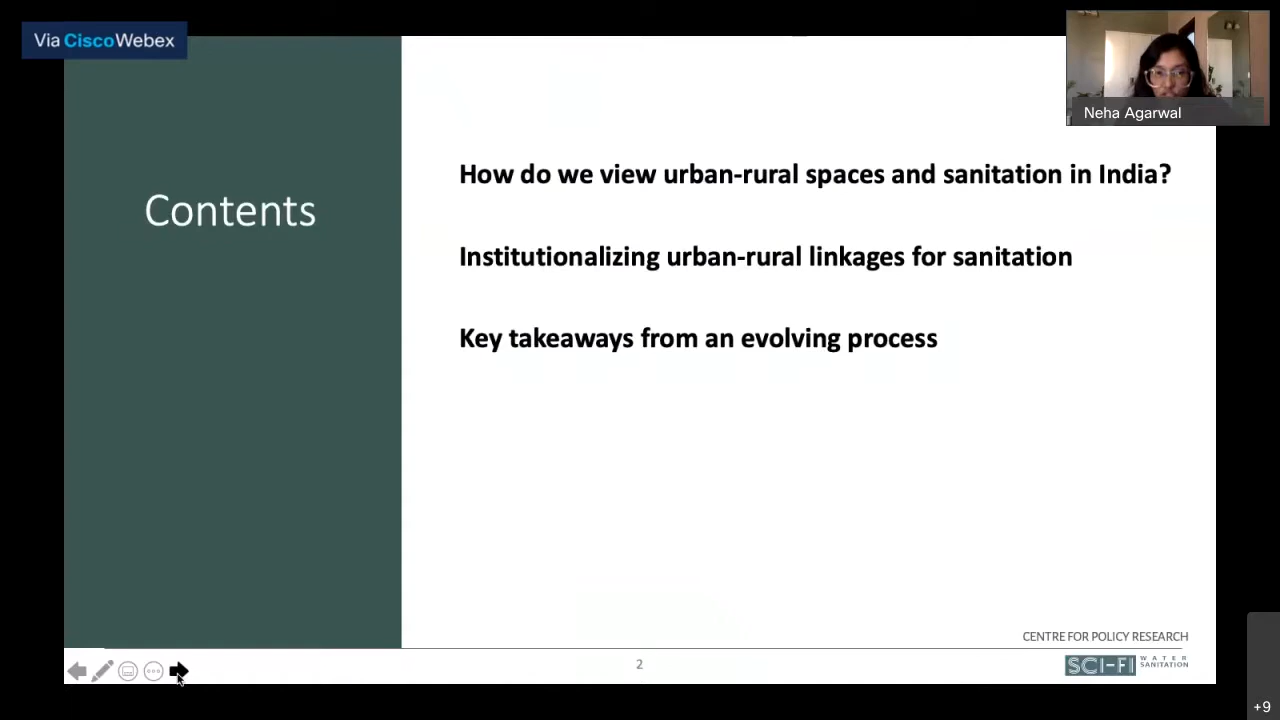 Via CiscoWebex
Neha Agarwal
Contents
How do we view urban-rural spaces and sanitation in India?
Institutionalizing urban-rural linkages for sanitation
Key takeaways from an evolving process
CENTRE FOR POLICY RESEARCH
2
SCI-FI
WATER
SANITATION
+9